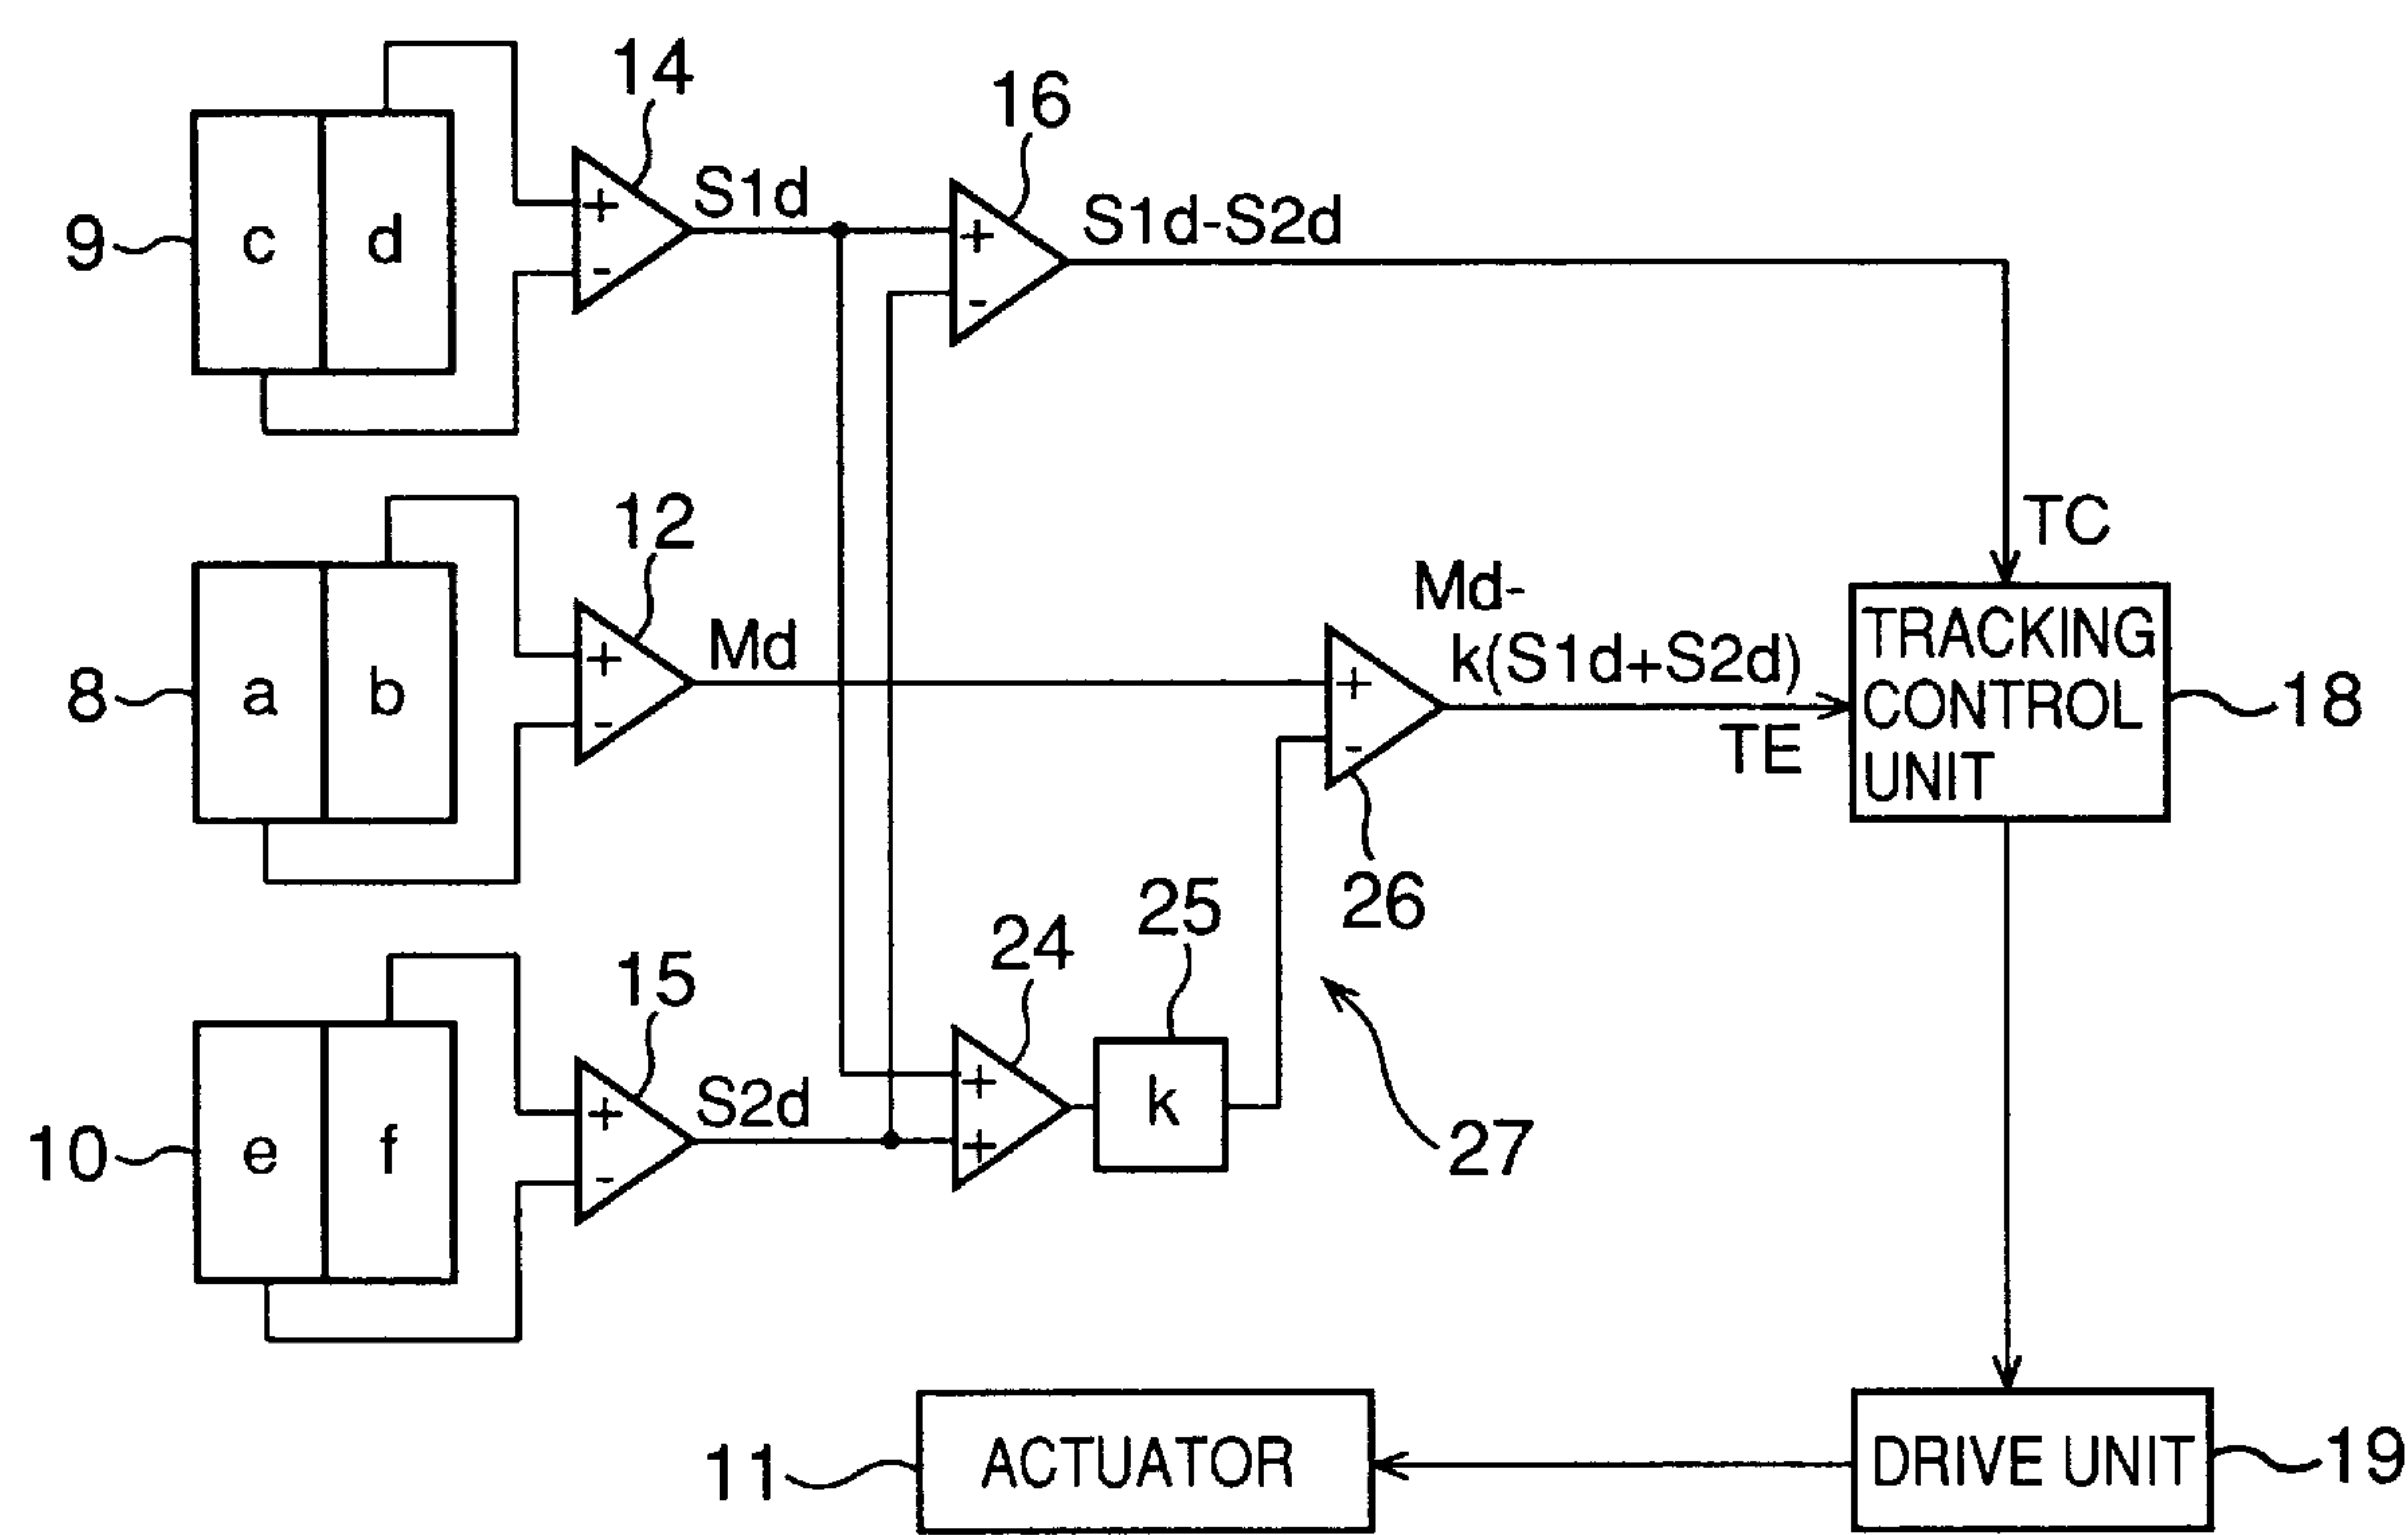 14
16
+
S1d
S1d-S2d
9
c
d
-
+
-
TC
12
Md-
+
Md
k(S1d+S2d)
TRACKING
8
a
b
-
+
-
TE
CONTROL
18
UNIT
26
25
24
15
+
S2d
+
k
27
10
e
f
-
+
11
ACTUATOR
DRIVE UNIT
19